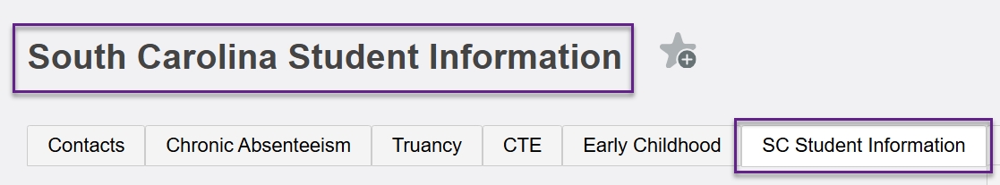 South Carolina Student Information
Contacts Chronic Absenteeism Truancy CTE Early Childhood SC Student Information